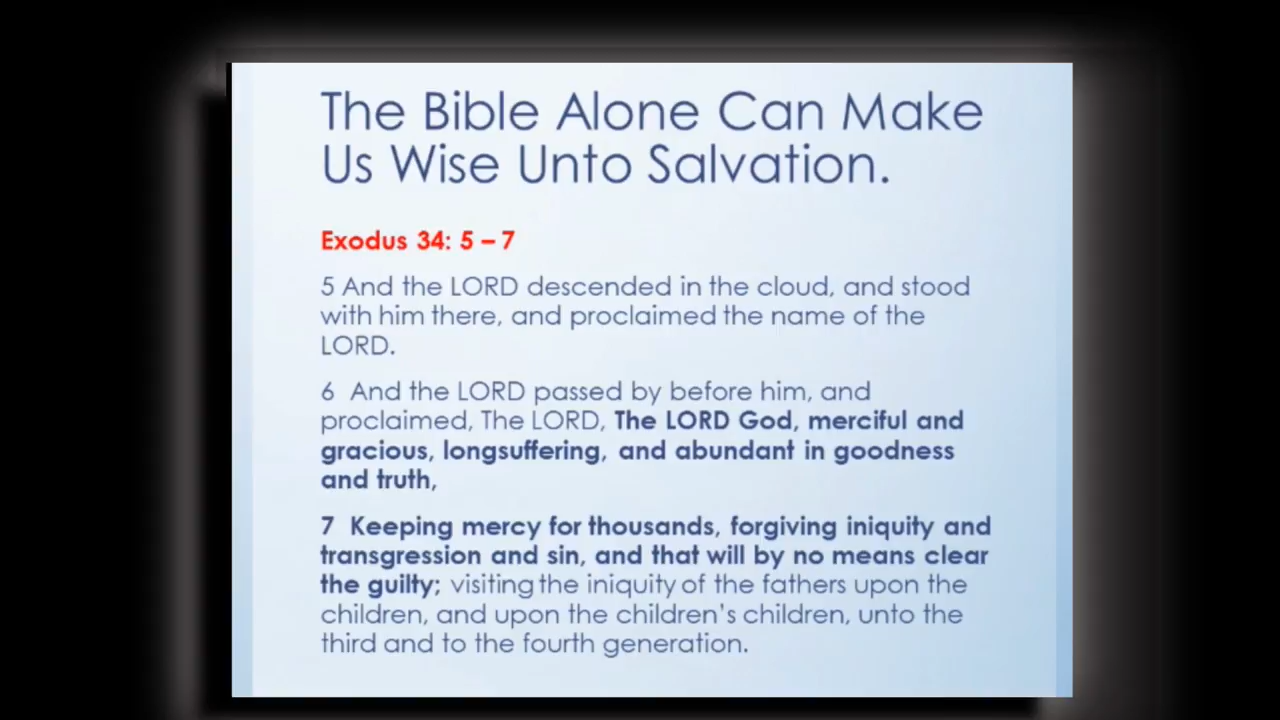 The Bible Alone Can Make
Us Wise Unto Salvation.
Exodus 34: 5 – 7
5 And the LORD descended in the cloud, and stood
with him there, and proclaimed the name of the
LORD.
6  And the LORD passed by before him, and
proclaimed, The LORD, The LORD God, merciful and
gracious, longsuffering, and abundant in goodness
and truth,
7  Keeping mercy for thousands, forgiving iniquity and
transgression and sin, and that will by no means clear
the guilty; visiting the iniquity of the fathers upon the
children, and upon the children’s children, unto the
third and to the fourth generation.